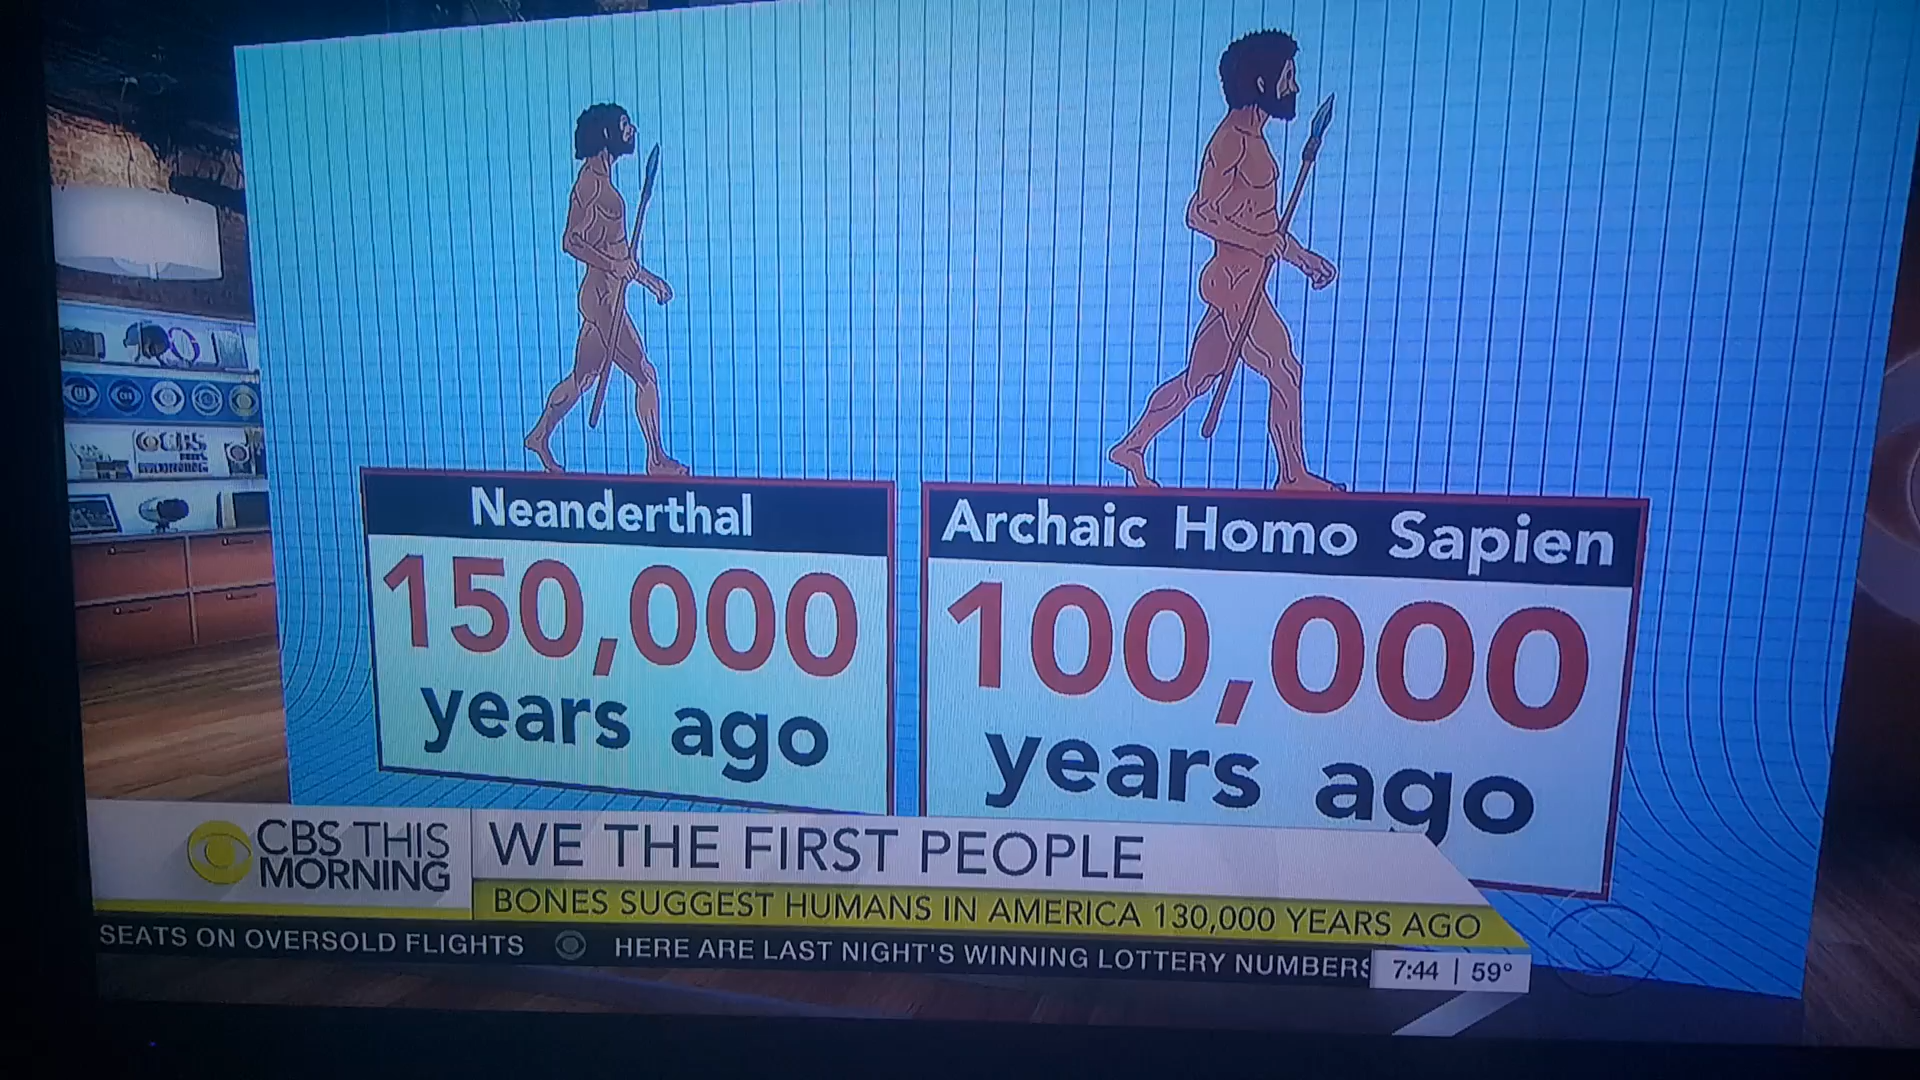 Neanderthal
150,000
years ago
Archaic Homo Sapien
100,000
years ago
CBS THIS
MORNING
WE THE FIRST PEOPLE
BONES SUGGEST HUMANS IN AMERICA 130,000 YEARS AGO
SEATS ON OVERSOLD FLIGHTS HERE ARE LAST NIGHT'S WINNING LOTTERY NUMBERS
7:44 | 59°
CBS